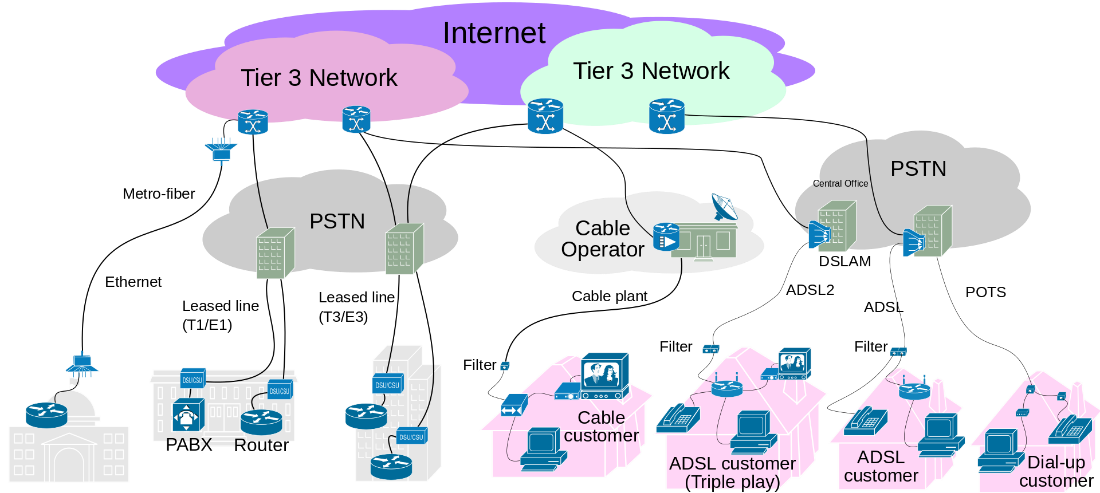 Internet
Tier 3 Network
Tier 3 Network
Metro-fiber
PSTN
Central Office
PSTN
Cable
Operator
DSLAM
Ethernet
Leased line
(T1/E1)
Leased line
(T3/E3)
Cable plant
ADSL2
ADSL
POTS
Filter
Filter
Filter
DSU/CSU
DSU/CSU
DSU/CSU
DSU/CSU
PABX
Router
Cable
customer
ADSL customer
(Triple play)
ADSL
customer
Dial-up
customer